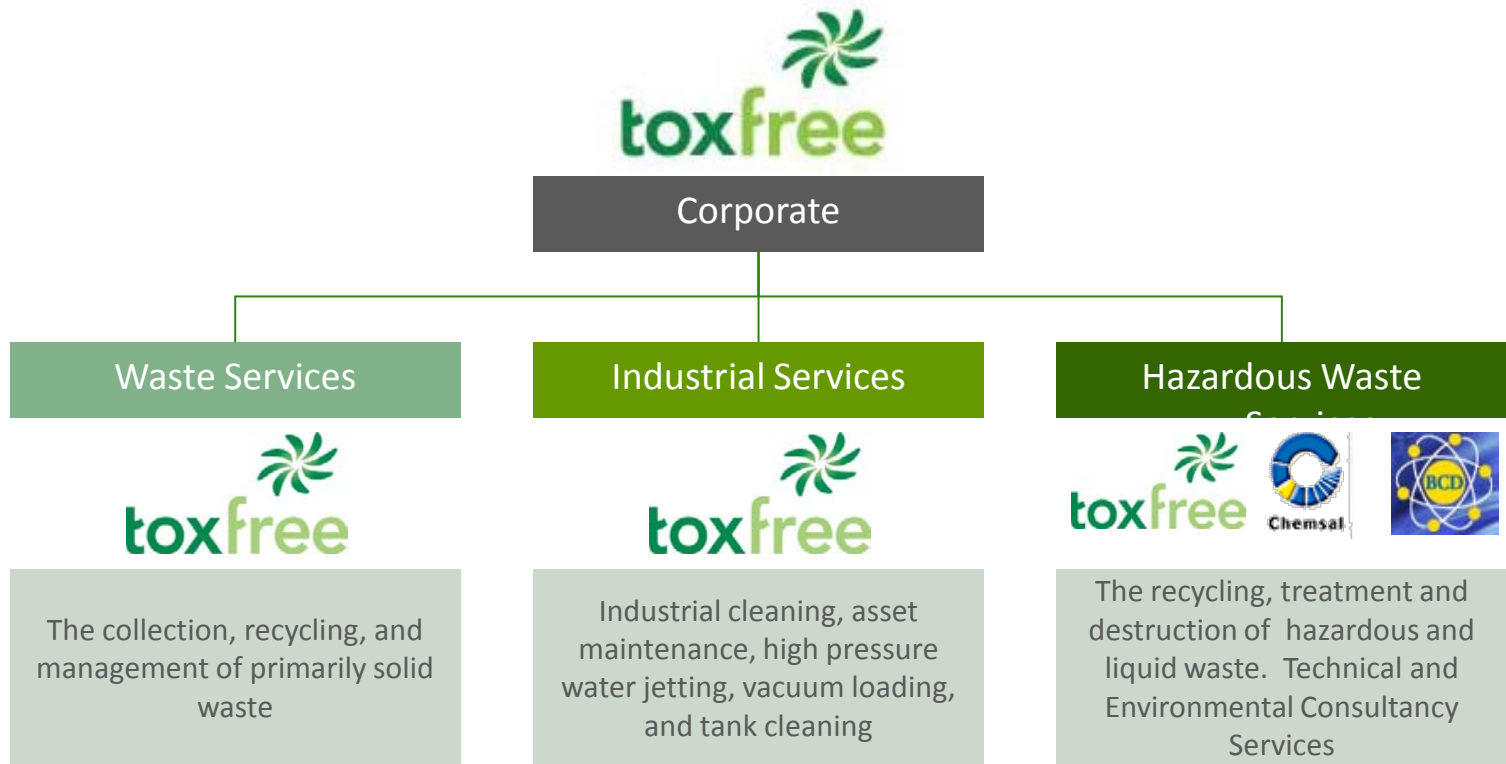 toxfree
Corporate
Waste Services
Industrial Services
Hazardous Waste
Services
toxfree
toxfree
toxfree
Chemsal
BCD
The collection, recycling, and
management of primarily solid
waste
Industrial cleaning, asset
maintenance, high pressure
water jetting, vacuum loading,
and tank cleaning
The recycling, treatment and
destruction of  hazardous and
liquid waste.  Technical and
Environmental Consultancy
Services